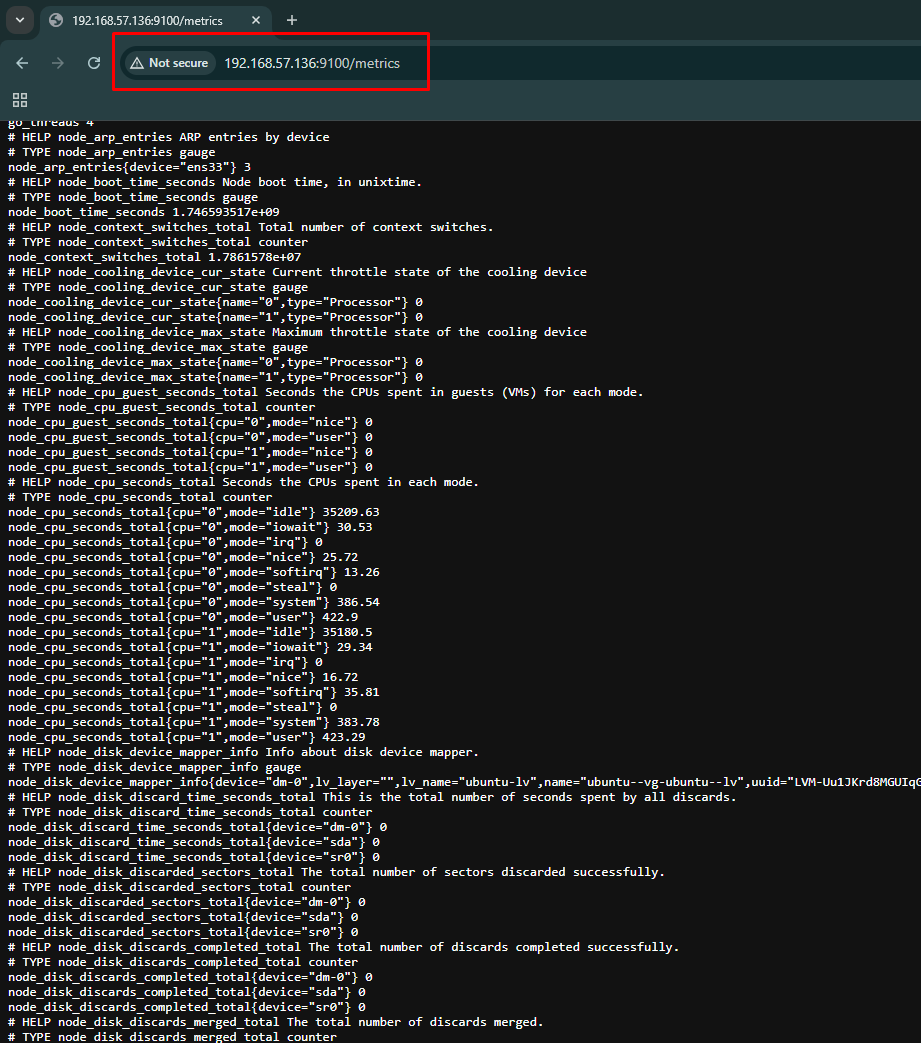 192.168.57.136:9100/metrics
Not secure 192.168.57.136:9100/metrics
go_threads 4
# HELP node_arp_entries ARP entries by device
# TYPE node_arp_entries gauge
node_arp_entries{device="ens33"} 3
# HELP node_boot_time_seconds Node boot time, in unixtime.
# TYPE node_boot_time_seconds gauge
node_boot_time_seconds 1.746593517e+09
# HELP node_context_switches_total Total number of context switches.
# TYPE node_context_switches_total counter
node_context_switches_total 1.7861578e+07
# HELP node_cooling_device_cur_state Current throttle state of the cooling device
# TYPE node_cooling_device_cur_state gauge
node_cooling_device_cur_state{name="0",type="Processor"} 0
node_cooling_device_cur_state{name="1",type="Processor"} 0
# HELP node_cooling_device_max_state Maximum throttle state of the cooling device
# TYPE node_cooling_device_max_state gauge
node_cooling_device_max_state{name="0",type="Processor"} 0
node_cooling_device_max_state{name="1",type="Processor"} 0
# HELP node_cpu_guest_seconds_total Seconds the CPUs spent in guests (VMs) for each mode.
# TYPE node_cpu_guest_seconds_total counter
node_cpu_guest_seconds_total{cpu="0",mode="nice"} 0
node_cpu_guest_seconds_total{cpu="0",mode="user"} 0
node_cpu_guest_seconds_total{cpu="1",mode="nice"} 0
node_cpu_guest_seconds_total{cpu="1",mode="user"} 0
# HELP node_cpu_seconds_total Seconds the CPUs spent in each mode.
# TYPE node_cpu_seconds_total counter
node_cpu_seconds_total{cpu="0",mode="idle"} 35209.63
node_cpu_seconds_total{cpu="0",mode="iowait"} 30.53
node_cpu_seconds_total{cpu="0",mode="irq"} 0
node_cpu_seconds_total{cpu="0",mode="nice"} 25.72
node_cpu_seconds_total{cpu="0",mode="softirq"} 13.26
node_cpu_seconds_total{cpu="0",mode="steal"} 0
node_cpu_seconds_total{cpu="0",mode="system"} 386.54
node_cpu_seconds_total{cpu="0",mode="user"} 422.9
node_cpu_seconds_total{cpu="1",mode="idle"} 35180.5
node_cpu_seconds_total{cpu="1",mode="iowait"} 29.34
node_cpu_seconds_total{cpu="1",mode="irq"} 0
node_cpu_seconds_total{cpu="1",mode="nice"} 16.72
node_cpu_seconds_total{cpu="1",mode="softirq"} 35.81
node_cpu_seconds_total{cpu="1",mode="steal"} 0
node_cpu_seconds_total{cpu="1",mode="system"} 383.78
node_cpu_seconds_total{cpu="1",mode="user"} 423.29
# HELP node_disk_device_mapper_info Info about disk device mapper.
# TYPE node_disk_device_mapper_info gauge
node_disk_device_mapper_info{device="dm-0",lv_layer="",lv_name="ubuntu-lv",name="ubuntu--vg-ubuntu--lv",uuid="LVM-Uu1JKrd8MGUIqG
# HELP node_disk_discard_time_seconds_total This is the total number of seconds spent by all discards.
# TYPE node_disk_discard_time_seconds_total counter
node_disk_discard_time_seconds_total{device="dm-0"} 0
node_disk_discard_time_seconds_total{device="sda"} 0
node_disk_discard_time_seconds_total{device="sr0"} 0
# HELP node_disk_discarded_sectors_total The total number of sectors discarded successfully.
# TYPE node_disk_discarded_sectors_total counter
node_disk_discarded_sectors_total{device="dm-0"} 0
node_disk_discarded_sectors_total{device="sda"} 0
node_disk_discarded_sectors_total{device="sr0"} 0
# HELP node_disk_discards_completed_total The total number of discards completed successfully.
# TYPE node_disk_discards_completed_total counter
node_disk_discards_completed_total{device="dm-0"} 0
node_disk_discards_completed_total{device="sda"} 0
node_disk_discards_completed_total{device="sr0"} 0
# HELP node_disk_discards_merged_total The total number of discards merged.
# TYPE node_disk_discards_merged_total counter